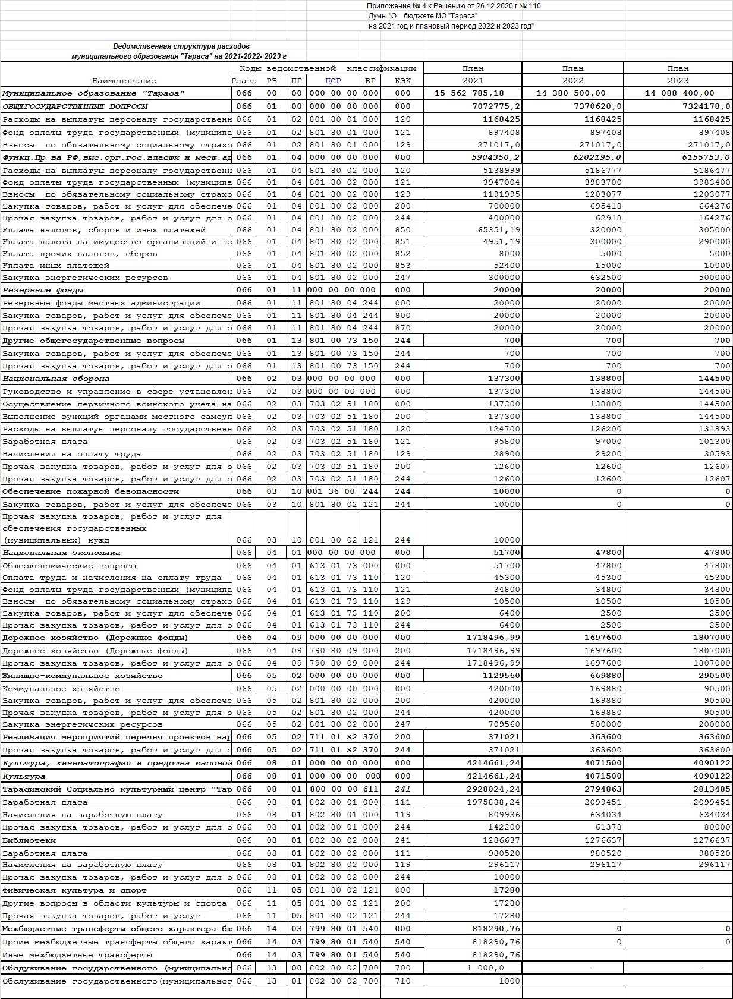 Приложение № 4 к Решению от 26.12.2020 г № 110
Думы "О бюджете МО "Тараса"
на 2021 год и плановый период 2022 и 2023 год"
Ведомственная структура расходов
муниципального образования "Тараса" на 2021-2022- 2023 г
Коды ведомственной классификации План План План
Наименование Глава РЗ ПР ЦСР ВР КЭК 2021 2022 2023
Муниципальное образование "Тараса" 066 00 00 000 00 00 000 000 15 562 785,18 14 380 500,00 14 088 400,00
ОБЩЕГОСУДАРСТВЕННЫЕ ВОПРОСЫ 066 01 00 000 00 00 000 000 7072775,2 7370620,0 7324178,0
Расходы на выплатуы персоналу государственн 066 01 02 801 80 01 000 120 1168425 1168425 1168425
Фонд оплаты труда государственных (муниципа 066 01 02 801 80 01 000 121 897408 897408 897408
Взносы по обязательному социальному страхо 066 01 02 801 80 01 000 129 271017,0 271017,0 271017,0
Функц.Пр-ва РФ,выс.орг.гос.власти и мест.ад 066 01 04 000 00 00 000 000 5904350,2 6202195,0 6155753,0
Расходы на выплатуы персоналу государственн 066 01 04 801 80 02 000 120 5138999 5186777 5186477
Фонд оплаты труда государственных (муниципа 066 01 04 801 80 02 000 121 3947004 3983700 3983400
Взносы по обязательному социальному страхо 066 01 04 801 80 02 000 129 1191995 1203077 1203077
Закупка товаров, работ и услуг для обеспече 066 01 04 801 80 02 000 200 700000 695418 664276
Прочая закупка товаров, работ и услуг для о 066 01 04 801 80 02 000 244 400000 62918 164276
Уплата налогов, сборов и иных платежей 066 01 04 801 80 02 000 850 65351,19 320000 305000
Уплата налога на имущество организаций и зе 066 01 04 801 80 02 000 851 4951,19 300000 290000
Уплата прочих налогов, сборов 066 01 04 801 80 02 000 852 8000 5000 5000
Уплата иных платежей 066 01 04 801 80 02 000 853 52400 15000 10000
Закупка энергетических ресурсов 066 01 04 801 80 02 000 247 300000 632500 500000
Резервные фонды 066 01 11 000 00 00 000 000 20000 20000 20000
Резервные фонды местных администрации 066 01 11 801 80 04 244 000 20000 20000 20000
Закупка товаров, работ и услуг для обеспече 066 01 11 801 80 04 244 800 20000 20000 20000
Прочая закупка товаров, работ и услуг для о 066 01 11 801 80 04 244 870 20000 20000 20000
Другие общегосударственные вопросы 066 01 13 801 00 73 150 244 700 700 700
Закупка товаров, работ и услуг для обеспече 066 01 13 801 00 73 150 244 700 700 700
Прочая закупка товаров, работ и услуг для о 066 01 13 801 00 73 150 244 700 700 700
Национальная оборона 066 02 03 000 00 00 000 000 137300 138800 144500
Руководство и управление в сфере установлен 066 02 03 000 00 00 000 000 137300 138800 144500
Осуществление первичного воинского учета на 066 02 03 703 02 51 180 000 137300 138800 144500
Выполнение функций органами местного самоуп 066 02 03 703 02 51 180 200 137300 138800 144500
Расходы на выплатуы персоналу государственн 066 02 03 703 02 51 180 120 124700 126200 131893
Заработная плата 066 02 03 703 02 51 180 121 95800 97000 101300
Начисления на оплату труда 066 02 03 703 02 51 180 129 28900 29200 30593
Прочая закупка товаров, работ и услуг для о 066 02 03 703 02 51 180 200 12600 12600 12607
Прочая закупка товаров, работ и услуг для о 066 02 03 703 02 51 180 244 12600 12600 12607
Обеспечение пожарной безопасности 066 03 10 001 36 00 244 244 10000 0 0
Закупка товаров, работ и услуг для обеспече 066 03 10 801 80 02 121 244 10000 0 0
Прочая закупка товаров, работ и услуг для
обеспечения государственных
(муниципальных) нужд 066 03 10 801 80 02 121 244 10000
Национальная экономика 066 04 01 000 00 00 000 000 51700 47800 47800
Общеэкономические вопросы 066 04 01 613 01 73 000 000 51700 47800 47800
Оплата труда и начисления на оплату труда 066 04 01 613 01 73 110 120 45300 45300 45300
Фонд оплаты труда государственных (муниципа 066 04 01 613 01 73 110 121 34800 34800 34800
Взносы по обязательному социальному страхо 066 04 01 613 01 73 110 129 10500 10500 10500
Закупка товаров, работ и услуг для обеспече 066 04 01 613 01 73 110 200 6400 2500 2500
Прочая закупка товаров, работ и услуг для о 066 04 01 613 01 73 110 244 6400 2500 2500
Дорожное хозяйство (Дорожные фонды) 066 04 09 000 00 00 000 000 1718496,99 1697600 1807000
Дорожное хозяйство (Дорожные фонды) 066 04 09 790 80 09 000 200 1718496,99 1697600 1807000
Прочая закупка товаров, работ и услуг для о 066 04 09 790 80 09 000 244 1718496,99 1697600 1807000
Жилищно-коммунальное хозяйство 066 05 02 000 00 00 000 000 1129560 669880 290500
Коммунальное хозяйство 066 05 02 000 00 00 000 000 420000 169880 90500
Закупка товаров, работ и услуг для обеспече 066 05 02 801 80 02 000 200 420000 169880 90500
Прочая закупка товаров, работ и услуг для о 066 05 02 801 80 02 000 244 420000 169880 90500
Закупка энергетичских ресурсов 066 05 02 801 80 02 000 247 709560 500000 200000
Реализация мероприятий перечня проектов нар 066 05 02 711 01 S2 370 200 371021 363600 363600
Прочая закупка товаров, работ и услуг для о 066 05 02 711 01 S2 370 244 371021 363600 363600
Культура, кинематография и средства массовой 066 08 01 000 00 00 000 000 4214661,24 4071500 4090122
Культура 066 08 01 000 00 00 000 000 4214661,24 4071500 4090122
Тарасинский Социально культурный центр "Тар 066 08 01 800 00 00 611 241 2928024,24 2794863 2813485
Заработная плата 066 08 01 802 80 01 000 111 1975888,24 2099451 2099451
Начисления на заработную плату 066 08 01 802 80 01 000 119 809936 634034 634034
Прочая закупка товаров, работ и услуг для о 066 08 01 802 80 01 000 244 142200 61378 80000
Библиотеки 066 08 01 802 80 02 000 241 1286637 1276637 1276637
Заработная плата 066 08 01 802 80 02 000 111 980520 980520 980520
Начисления на заработную плату 066 08 01 802 80 02 000 119 296117 296117 296117
Прочая закупка товаров, работ и услуг для о 066 08 01 802 80 02 000 244 10000
Физическая культура и спорт 066 11 05 801 80 02 121 000 17280
Другие вопросы в области культуры и спорта 066 11 05 801 80 02 121 200 17280
Прочая закупка товаров, работ и услуг 066 11 05 801 80 02 121 244 17280
Межбюджетные трансферты общего характера бю 066 14 03 799 80 01 540 000 818290,76 0 0
Проие межбюджетные трансферты общего характ 066 14 03 799 80 01 540 540 818290,76 0 0
Иные межбюджетные трансферты 066 14 03 799 80 01 540 540 818290,76
Обсдуживание государственного (муниципально 066 13 00 802 80 02 700 700 1 000,0 – –
Обслуживание государственного(муниципальног 066 13 01 802 80 02 700 710 1000